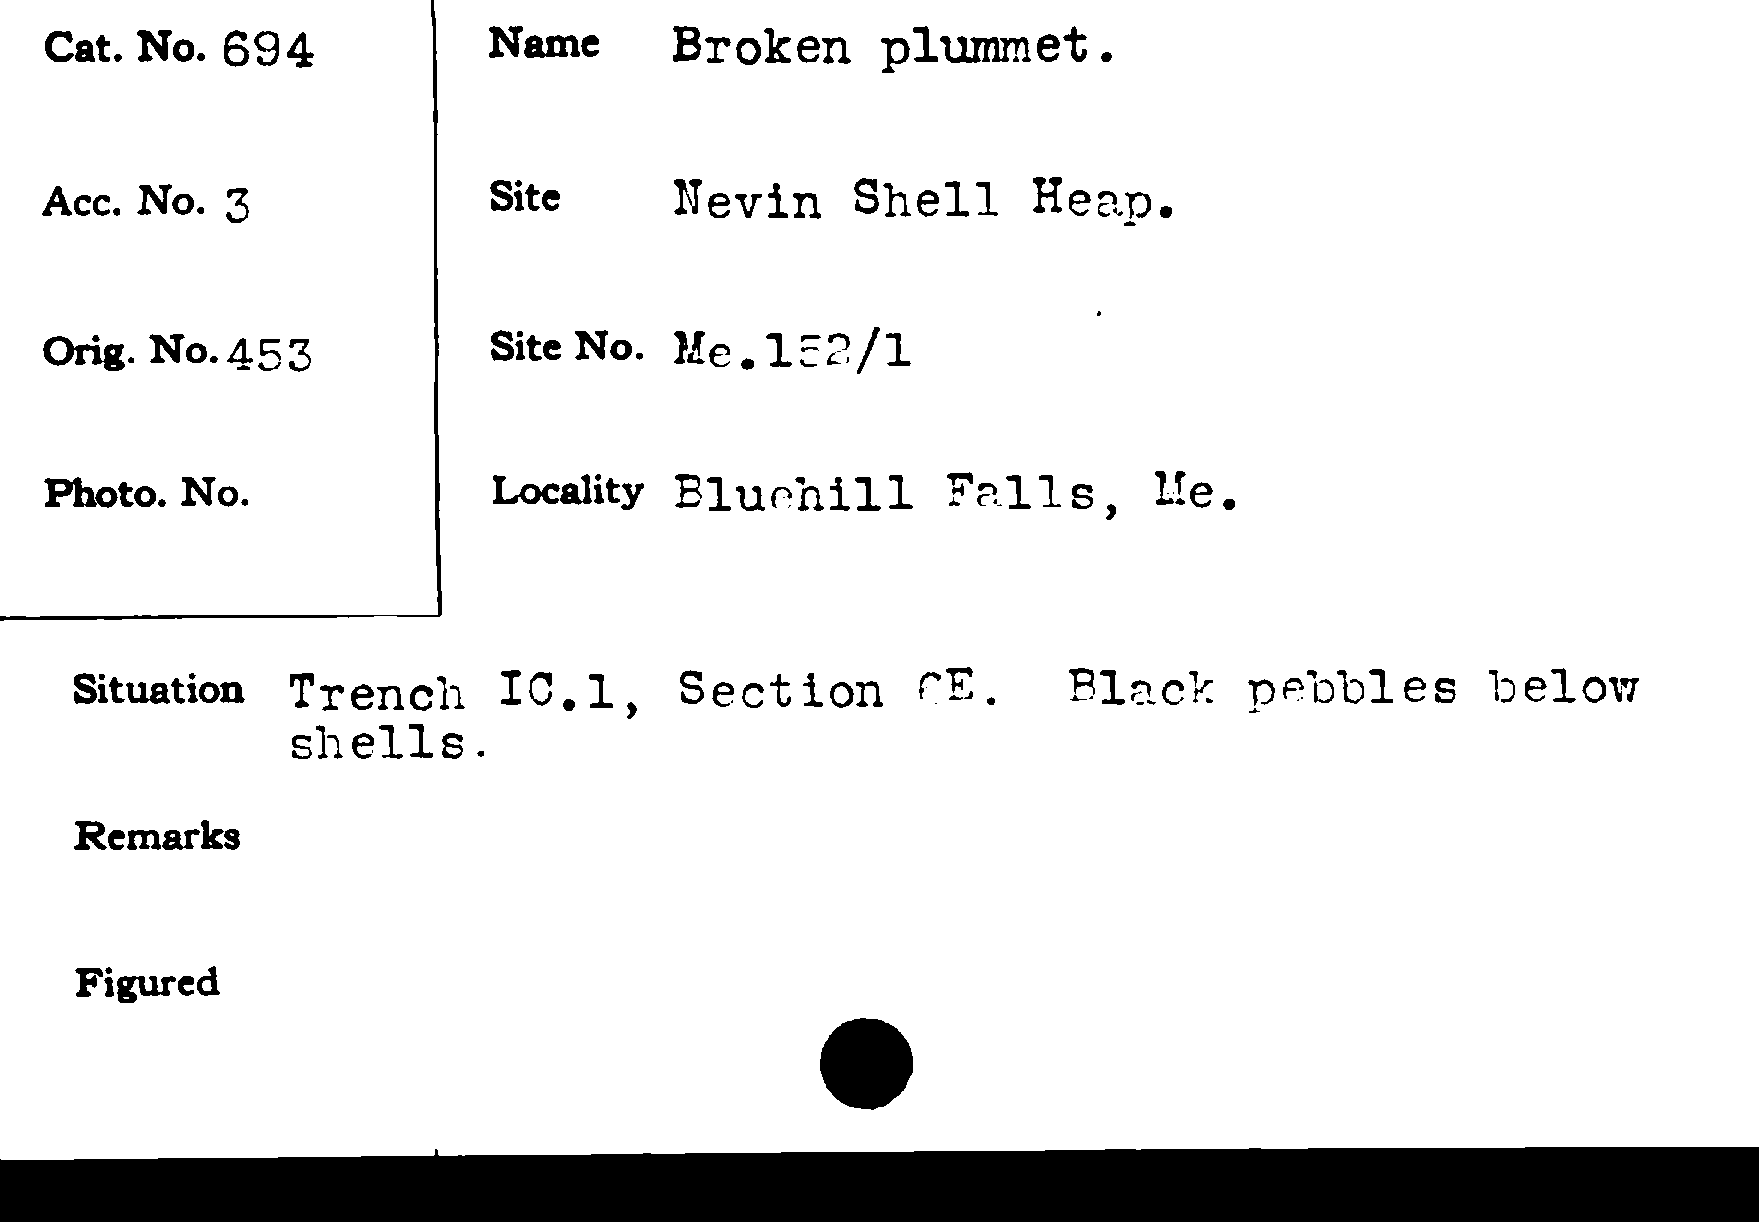 Cat. No. 694
Name Broken plummet.
Acc. No. 3
Site Nevin Shell Heap.
Orig. No. 453
Site No. Me.152/1
Photo. No.
Locality Bluehill Falls, Me.
Situation Trench IC.1, Section CE. Black pebbles below
shells.
Remarks
Figured